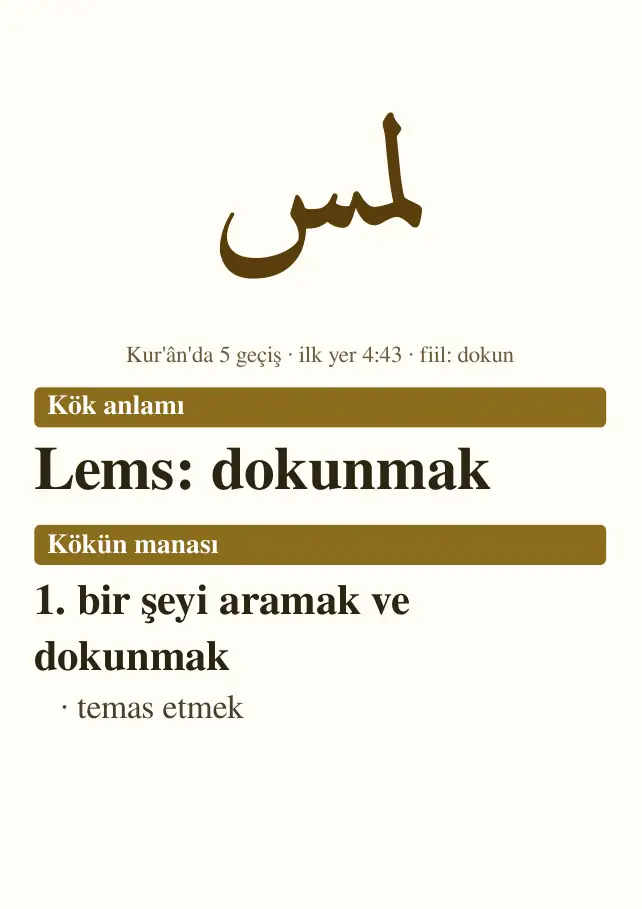 لمس
Kur'ân'da 5 geçiş · ilk yer 4:43 · fiil: dokun
Kök anlamı
Lems: dokunmak
Kökün manası
1. bir şeyi aramak ve
dokunmak
· temas etmek